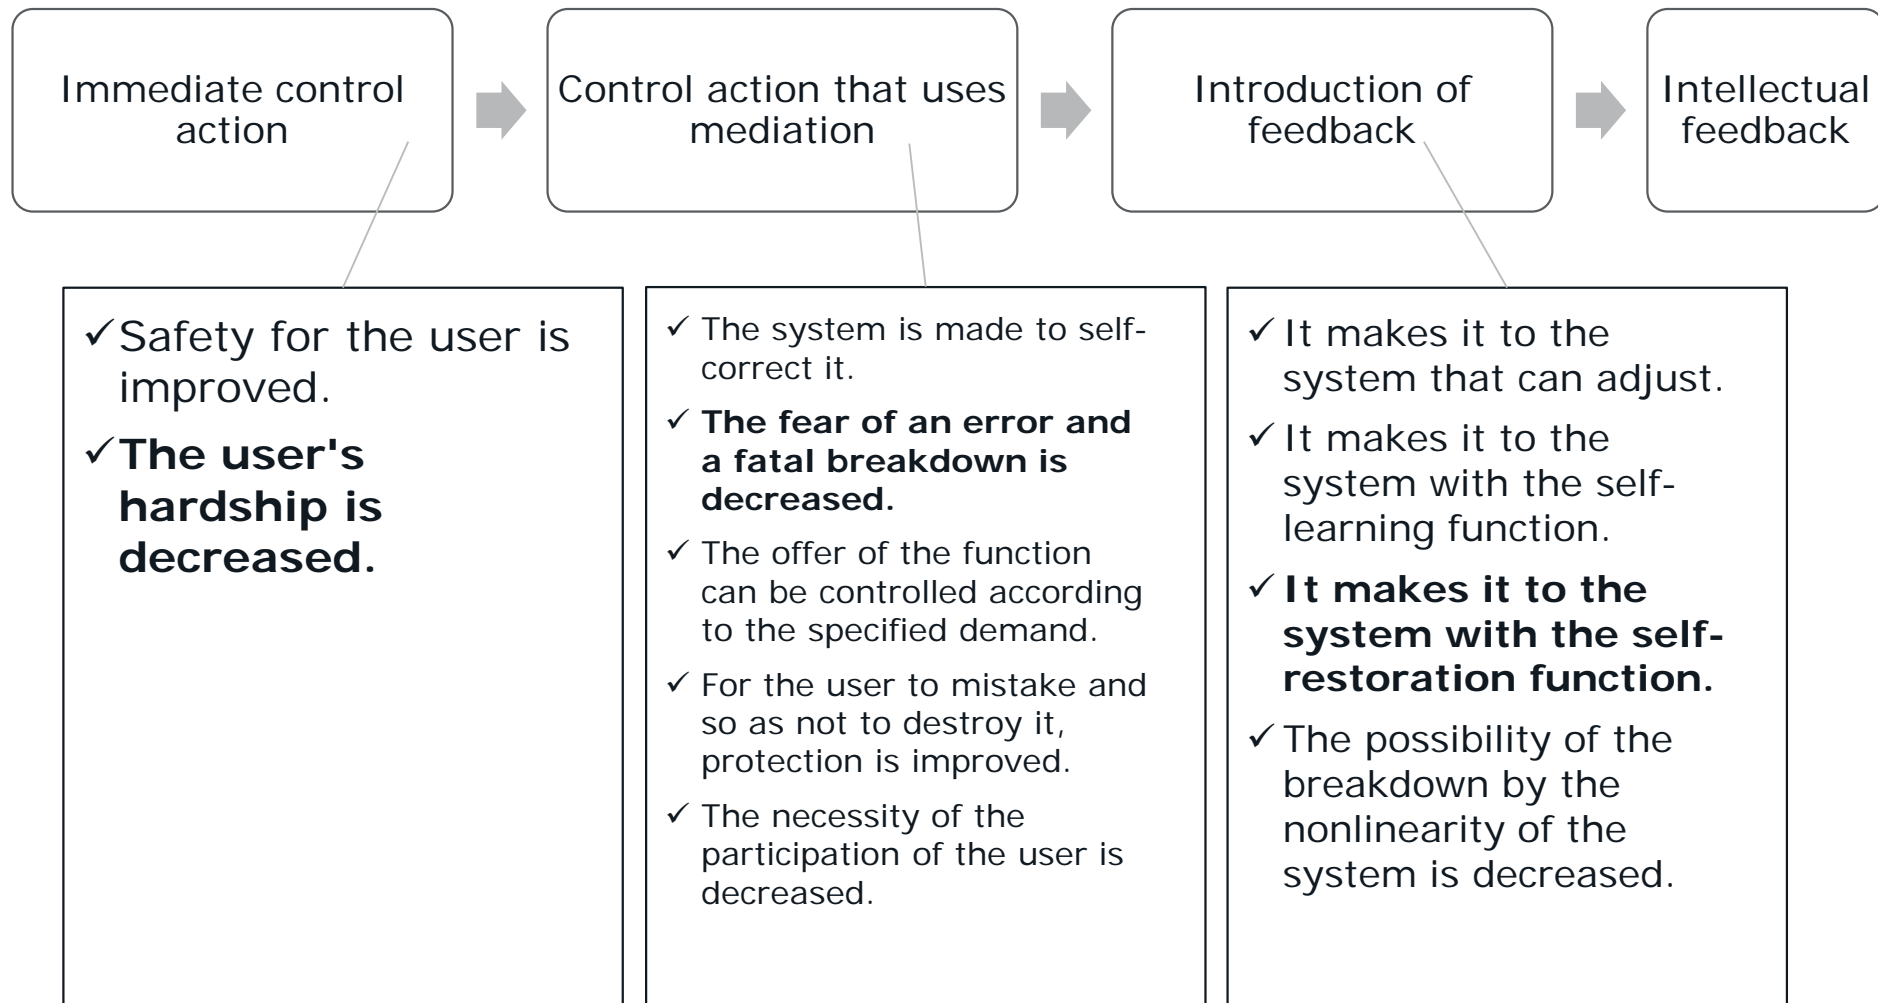 Immediate control
action
Control action that uses
mediation
Introduction of
feedback
Intellectual
feedback
✓Safety for the user is
improved.
✓The user's
hardship is
decreased.
✓ The system is made to self-
correct it.
✓ The fear of an error and
a fatal breakdown is
decreased.
✓ The offer of the function
can be controlled according
to the specified demand.
✓ For the user to mistake and
so as not to destroy it,
protection is improved.
✓ The necessity of the
participation of the user is
decreased.
✓ It makes it to the
system that can adjust.
✓ It makes it to the
system with the self-
learning function.
✓ It makes it to the
system with the self-
restoration function.
✓ The possibility of the
breakdown by the
nonlinearity of the
system is decreased.